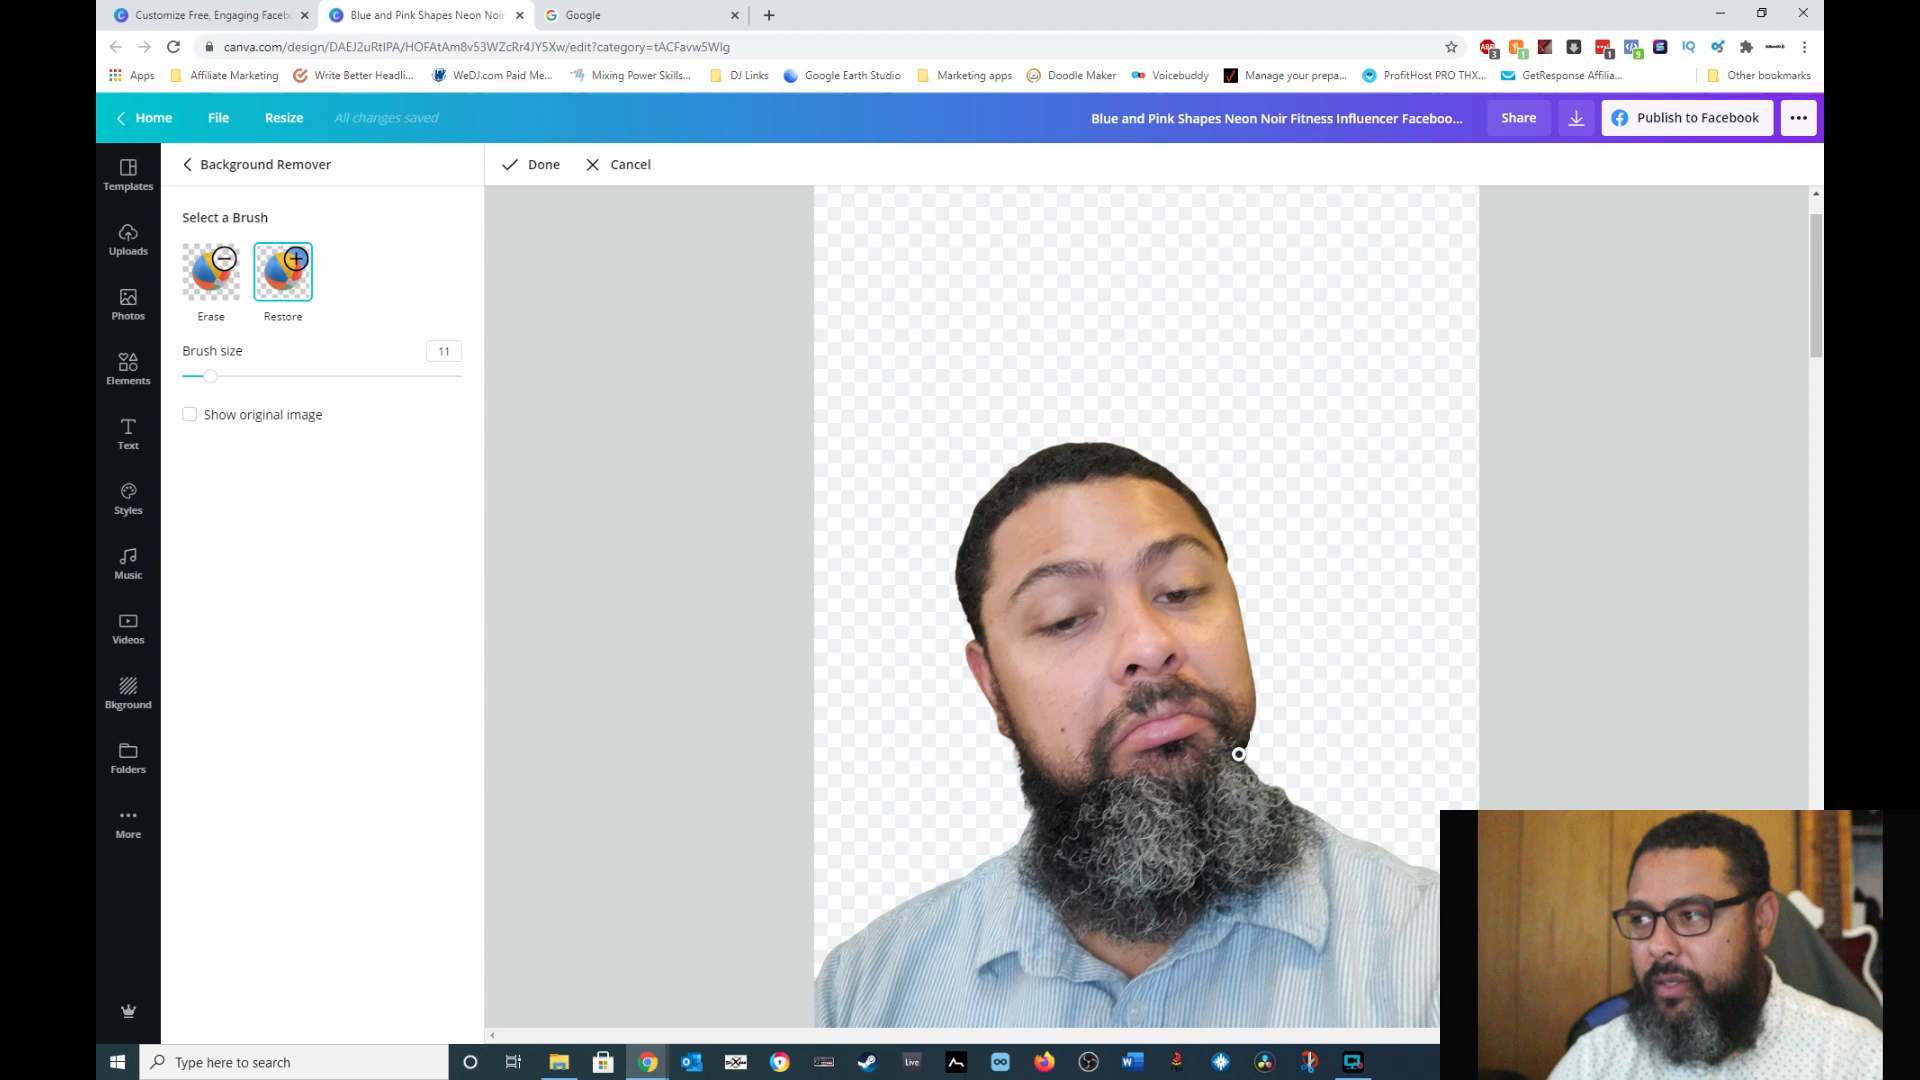 Customize Free, Engaging Facebo
Blue and Pink Shapes Neon Noir
Google
canva.com/design/DAEJ2uRtIPA/HOFAtAm8v53WZcRr4JY5Xw/edit?category=tACFavw5WIg
Apps
Affiliate Marketing
Write Better Headli...
WeDJ.com Paid Me...
Mixing Power Skills...
DJ Links
Google Earth Studio
Marketing apps
Doodle Maker
Voicebuddy
Manage your prepa...
ProfitHost PRO THX...
GetResponse Affilia...
Other bookmarks
Home
File
Resize
All changes saved
Blue and Pink Shapes Neon Noir Fitness Influencer Faceboo...
Share
Publish to Facebook
Templates
Uploads
Photos
Elements
Text
Styles
Music
Videos
Bkground
Folders
More
Background Remover
Done
Cancel
Select a Brush
Erase
Restore
Brush size
11
Show original image
Type here to search
Live